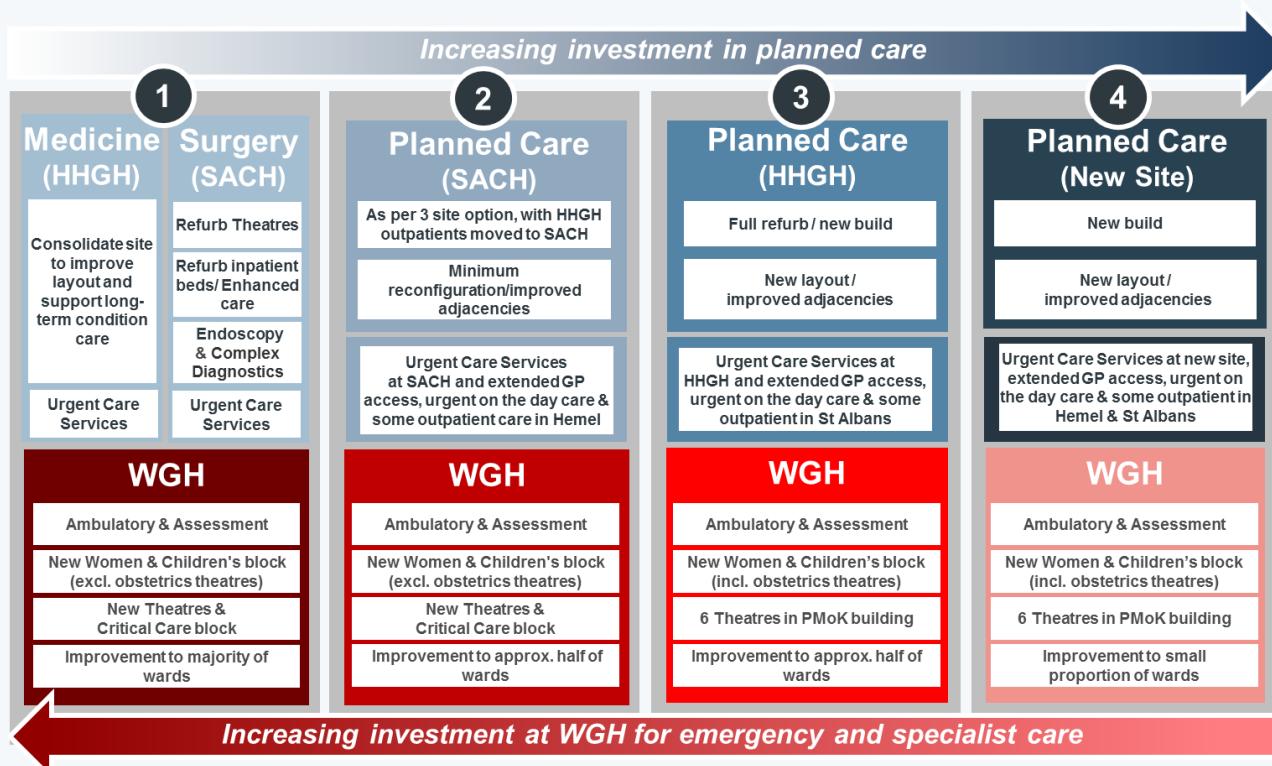 Increasing investment in planned care
1
Medicine
(HHGH)
Consolidate site
to improve
layout and
support long-
term condition
care
Urgent Care
Services
Surgery
(SACH)
Refurb Theatres
Refurb inpatient
beds/ Enhanced
care
Endoscopy
& Complex
Diagnostics
Urgent Care
Services
WGH
Ambulatory & Assessment
New Women & Children's block
(excl. obstetrics theatres)
New Theatres &
Critical Care block
Improvement to majority of
wards
2
Planned Care
(SACH)
As per 3 site option, with HHGH
outpatients moved to SACH
Minimum
reconfiguration/improved
adjacencies
Urgent Care Services
at SACH and extended GP
access, urgent on the day care &
some outpatient care in Hemel
WGH
Ambulatory & Assessment
New Women & Children's block
(excl. obstetrics theatres)
New Theatres &
Critical Care block
Improvement to approx. half of
wards
3
Planned Care
(HHGH)
Full refurb / new build
New layout /
improved adjacencies
Urgent Care Services at
HHGH and extended GP access,
urgent on the day care & some
outpatient in St Albans
WGH
Ambulatory & Assessment
New Women & Children’s block
(incl. obstetrics theatres)
6 Theatres in PMoK building
Improvement to approx. half of
wards
4
Planned Care
(New Site)
New build
New layout /
improved adjacencies
Urgent Care Services at new site,
extended GP access, urgent on
the day care & some outpatient in
Hemel & St Albans
WGH
Ambulatory & Assessment
New Women & Children’s block
(incl. obstetrics theatres)
6 Theatres in PMoK building
Improvement to small
proportion of wards
Increasing investment at WGH for emergency and specialist care